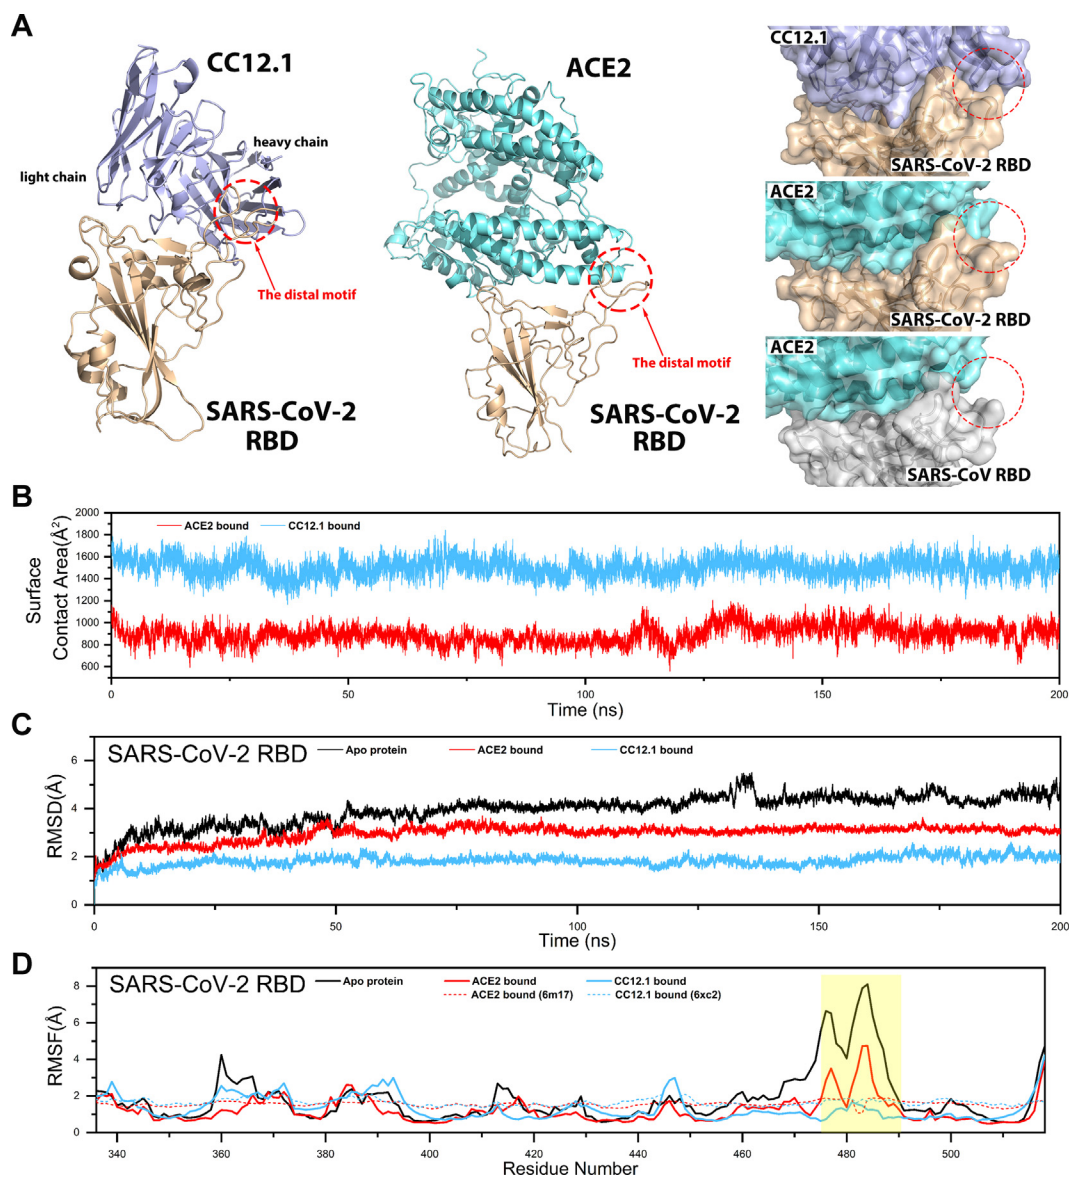 A
CC12.1
heavy chain
light chain
The distal motif
SARS-CoV-2
RBD
ACE2
The distal motif
SARS-CoV-2
RBD
CC12.1
SARS-CoV-2 RBD
ACE2
SARS-CoV-2 RBD
ACE2
SARS-CoV RBD
B
ACE2 bound
CC12.1 bound
Surface
Contact Area(Å²)
2000
1800
1600
1400
1200
1000
800
600
0
50
100
150
200
Time (ns)
C
SARS-CoV-2 RBD
Apo protein
ACE2 bound
CC12.1 bound
RMSD(Å)
6
4
2
0
0
50
100
150
200
Time (ns)
D
SARS-CoV-2 RBD
Apo protein
ACE2 bound
CC12.1 bound
ACE2 bound (6m17)
CC12.1 bound (6xc2)
RMSF(Å)
8
6
4
2
0
340
360
380
400
420
440
460
480
500
Residue Number